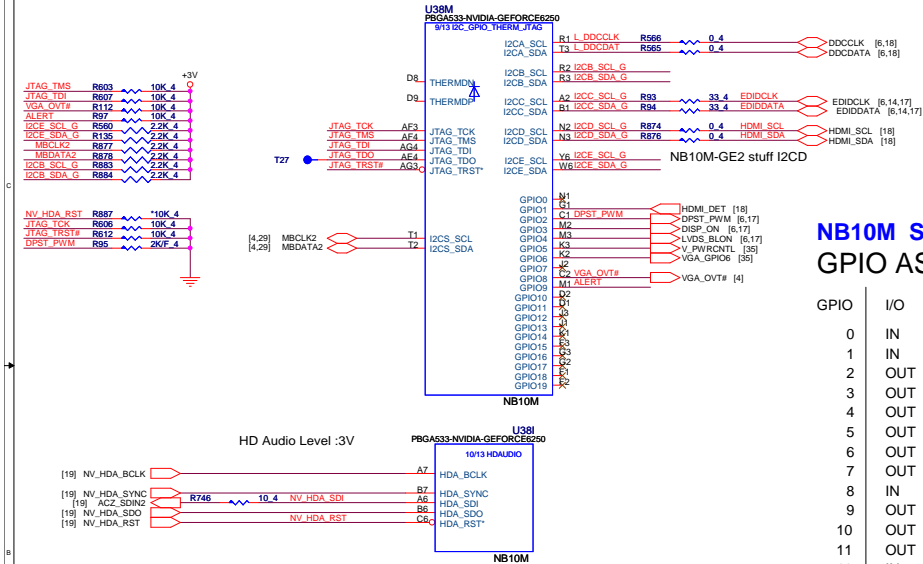 U38M
PBGA533-NVIDIA-GEFORCE6250
9/13 I2C_GPIO_THERM_JTAG
I2CA_SCL R1 L_DDCCLK R566 0_4 DDCCLK [6,18]
I2CA_SDA T3 L_DDCDAT R565 0_4 DDCDATA [6,18]
I2CB_SCL R2 I2CB_SCL_G
I2CB_SDA R3 I2CB_SDA_G
D8 THERMDN
D9 THERMDP
I2CC_SCL A2 I2CC_SCL_G R93 33_4 EDIDCLK EDIDCLK [6,14,17]
I2CC_SDA B1 I2CC_SDA_G R94 33_4 EDIDDATA EDIDDATA [6,14,17]
I2CD_SCL N2 I2CD_SCL_G R874 0_4 HDMI_SCL HDMI_SCL [18]
I2CD_SDA N3 I2CD_SDA_G R876 0_4 HDMI_SDA HDMI_SDA [18]
I2CE_SCL Y6 I2CE_SCL_G
I2CE_SDA W6 I2CE_SDA_G
NB10M-GE2 stuff I2CD
+3V
JTAG_TMS R603 10K_4
JTAG_TDI R607 10K_4
VGA_OVT# R112 10K_4
ALERT R97 10K_4
I2CE_SCL_G R560 2.2K_4
I2CE_SDA_G R135 2.2K_4
MBCLK2 R877 2.2K_4
MBDATA2 R878 2.2K_4
I2CB_SCL_G R883 2.2K_4
I2CB_SDA_G R884 2.2K_4
NV_HDA_RST R887 *10K_4
JTAG_TCK R606 10K_4
JTAG_TRST# R612 10K_4
DPST_PWM R95 2K/F_4
JTAG_TCK AF3 JTAG_TCK
JTAG_TMS AF4 JTAG_TMS
JTAG_TDI AG4 JTAG_TDI
T27 JTAG_TDO AE4 JTAG_TDO
JTAG_TRST# AG3 JTAG_TRST*
[4,29] MBCLK2 T1 I2CS_SCL
[4,29] MBDATA2 T2 I2CS_SDA
GPIO0 N1
GPIO1 G1 HDMI_DET [18]
GPIO2 C1 DPST_PWM DPST_PWM [6,17]
GPIO3 M2 DISP_ON [6,17]
GPIO4 M3 LVDS_BLON [6,17]
GPIO5 K3 V_PWRCNTL [35]
GPIO6 K2 VGA_GPIO6 [35]
GPIO7 J2
GPIO8 C2 VGA_OVT# VGA_OVT# [4]
GPIO9 M1 ALERT
GPIO10 D2
GPIO11 D1
GPIO12 J3
GPIO13 J1
GPIO14 K1
GPIO15 F3
GPIO16 G3
GPIO17 G2
GPIO18 F1
GPIO19 F2
NB10M
NB10M S
GPIO AS
GPIO I/O
0 IN
1 IN
2 OUT
3 OUT
4 OUT
5 OUT
6 OUT
7 OUT
8 IN
9 OUT
10 OUT
11 OUT
HD Audio Level :3V
U38I
PBGA533-NVIDIA-GEFORCE6250
10/13 HDAUDIO
[19] NV_HDA_BCLK A7 HDA_BCLK
[19] NV_HDA_SYNC B7 HDA_SYNC
[19] ACZ_SDIN2 R746 10_4 NV_HDA_SDI A6 HDA_SDI
[19] NV_HDA_SDO B6 HDA_SDO
[19] NV_HDA_RST NV_HDA_RST C6 HDA_RST*
NB10M
C
B